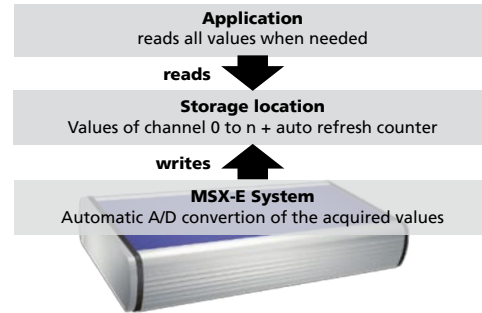 Application
reads all values when needed
reads
Storage location
Values of channel 0 to n + auto refresh counter
writes
MSX-E System
Automatic A/D convertion of the acquired values